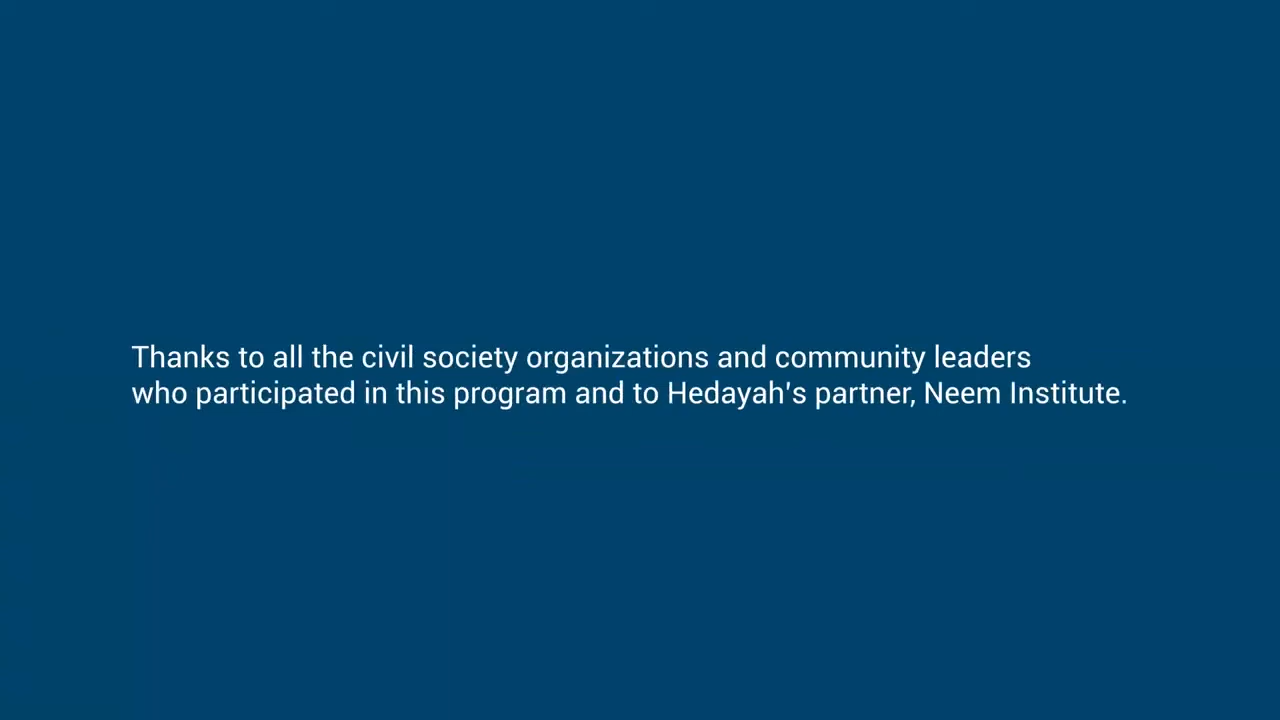 Thanks to all the civil society organizations and community leaders
who participated in this program and to Hedayah's partner, Neem Institute.